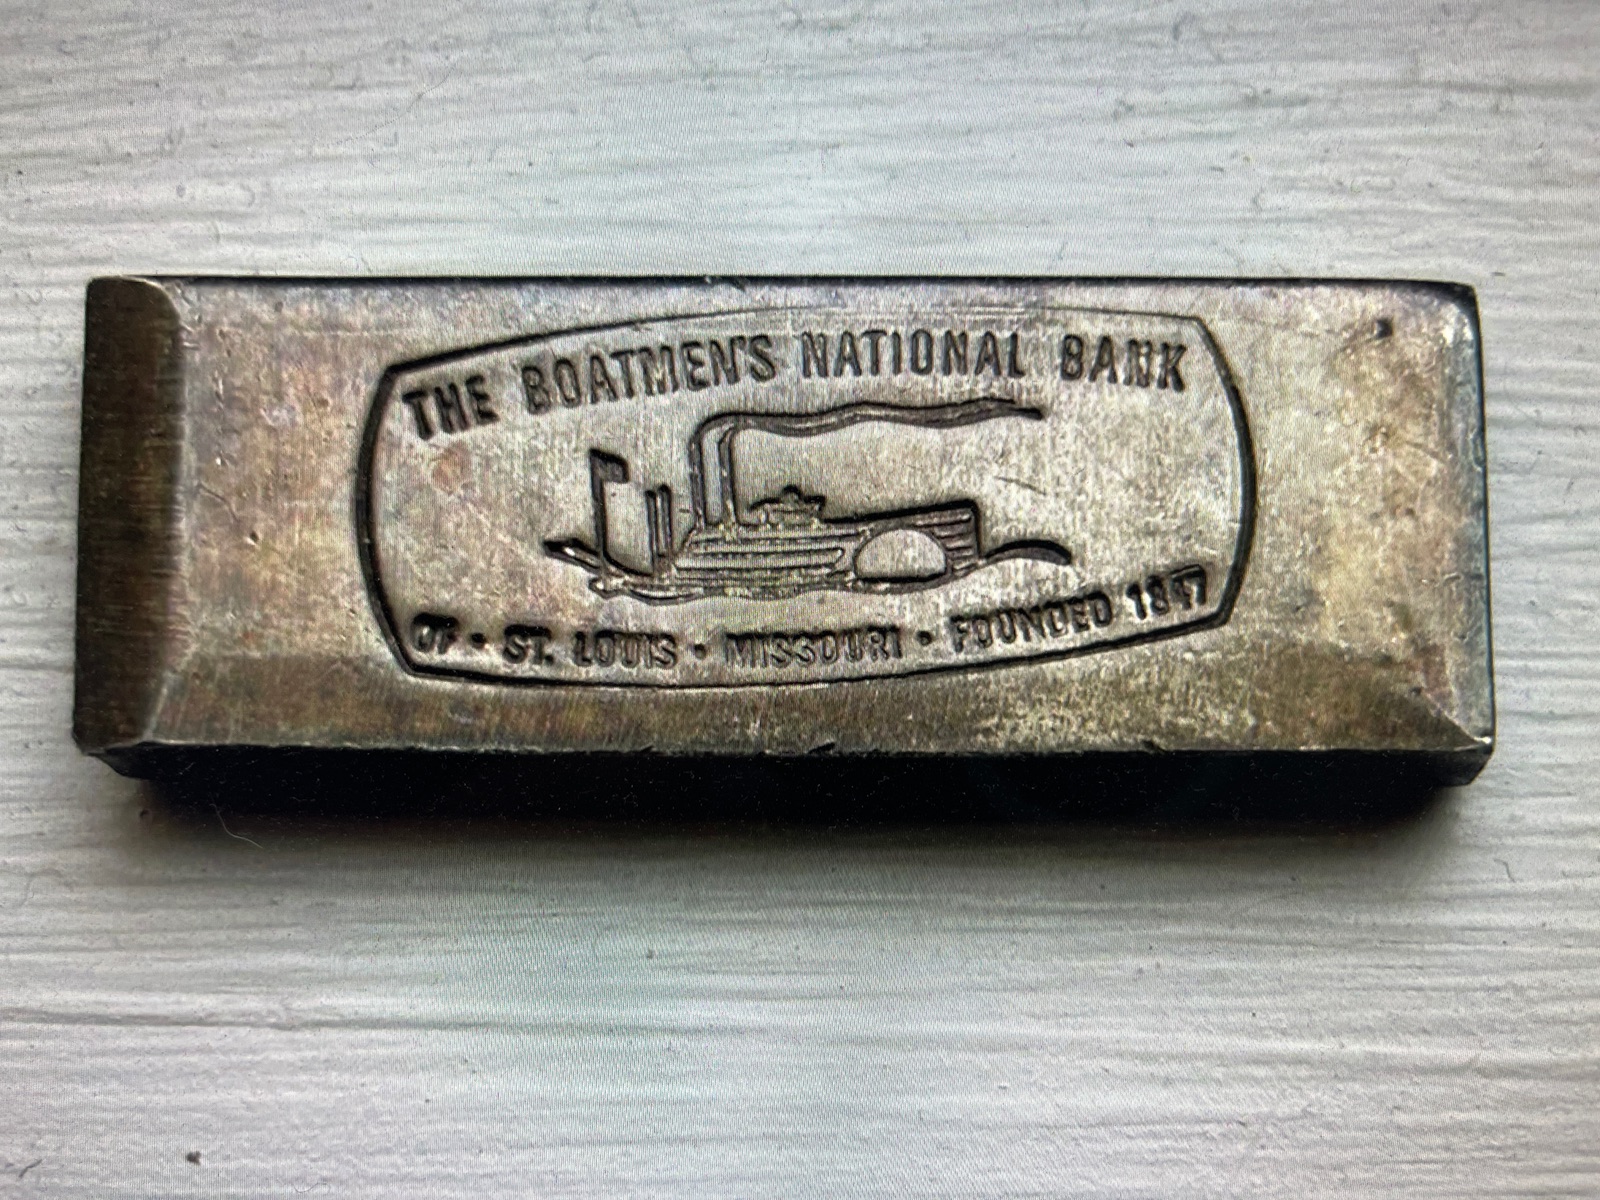 THE BOATMEN'S NATIONAL BANK
OF • ST. LOUIS • MISSOURI • FOUNDED 1847